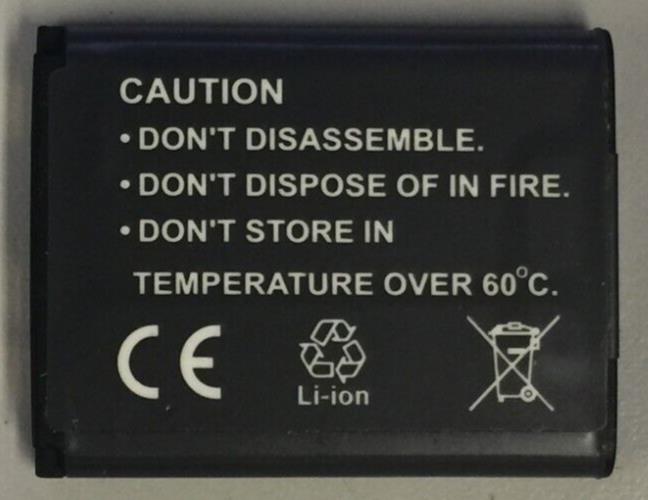 CAUTION
• DON'T DISASSEMBLE.
• DON'T DISPOSE OF IN FIRE.
• DON'T STORE IN
TEMPERATURE OVER 60°C.
CE
Li-ion